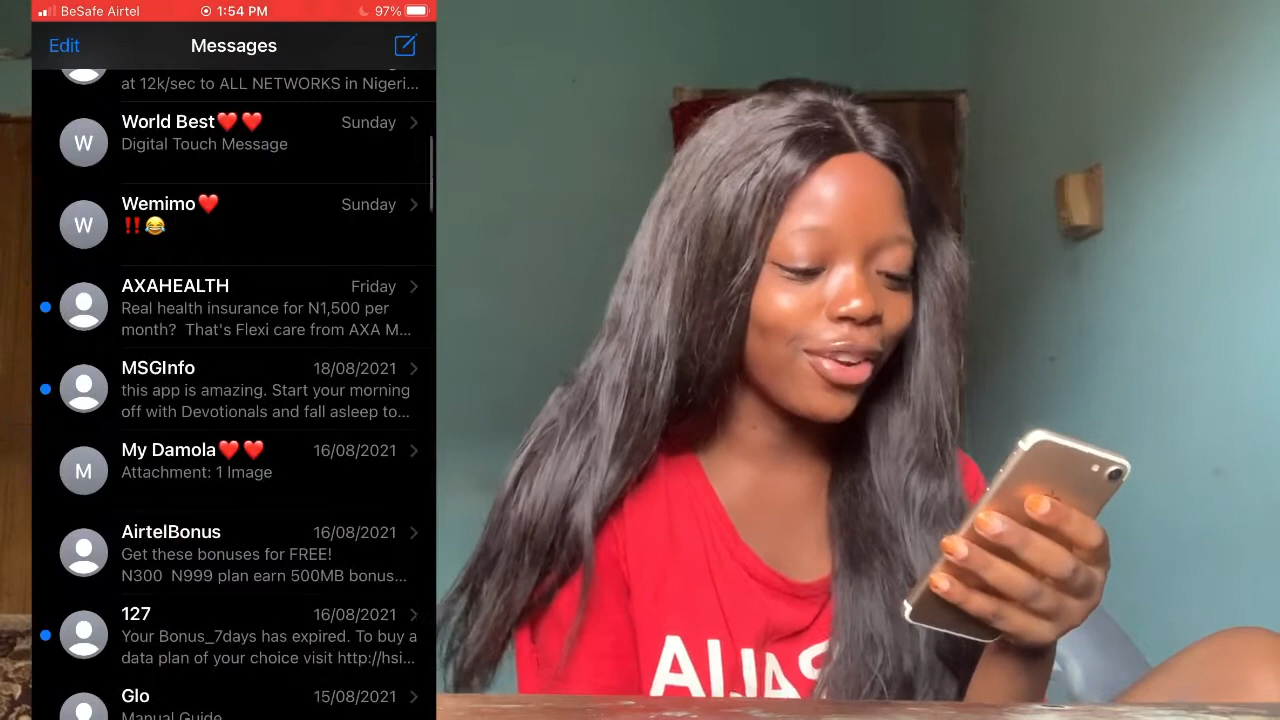 BeSafe Airtel
1:54 PM
97%
Edit
Messages
at 12k/sec to ALL NETWORKS in Nigeri...
W
World Best❤️❤️
Sunday
Digital Touch Message
W
Wemimo❤️
Sunday
‼️😂
AXAHEALTH
Friday
Real health insurance for N1,500 per
month?  That's Flexi care from AXA M...
MSGInfo
18/08/2021
this app is amazing. Start your morning
off with Devotionals and fall asleep to...
M
My Damola❤️❤️
16/08/2021
Attachment: 1 Image
AirtelBonus
16/08/2021
Get these bonuses for FREE!
N300  N999 plan earn 500MB bonus...
127
16/08/2021
Your Bonus_7days has expired. To buy a
data plan of your choice visit http://hsi...
Glo
15/08/2021
Manual Guide